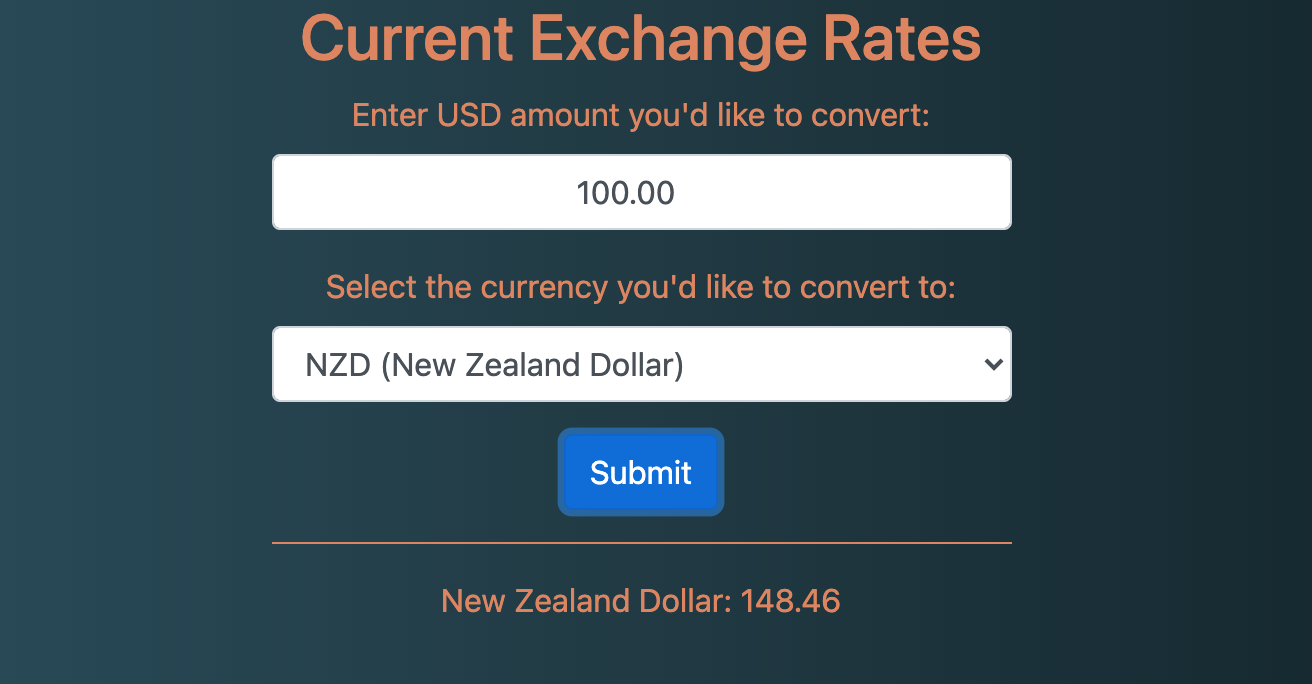 Current Exchange Rates
Enter USD amount you'd like to convert:
100.00
Select the currency you'd like to convert to:
NZD (New Zealand Dollar)
Submit
New Zealand Dollar: 148.46